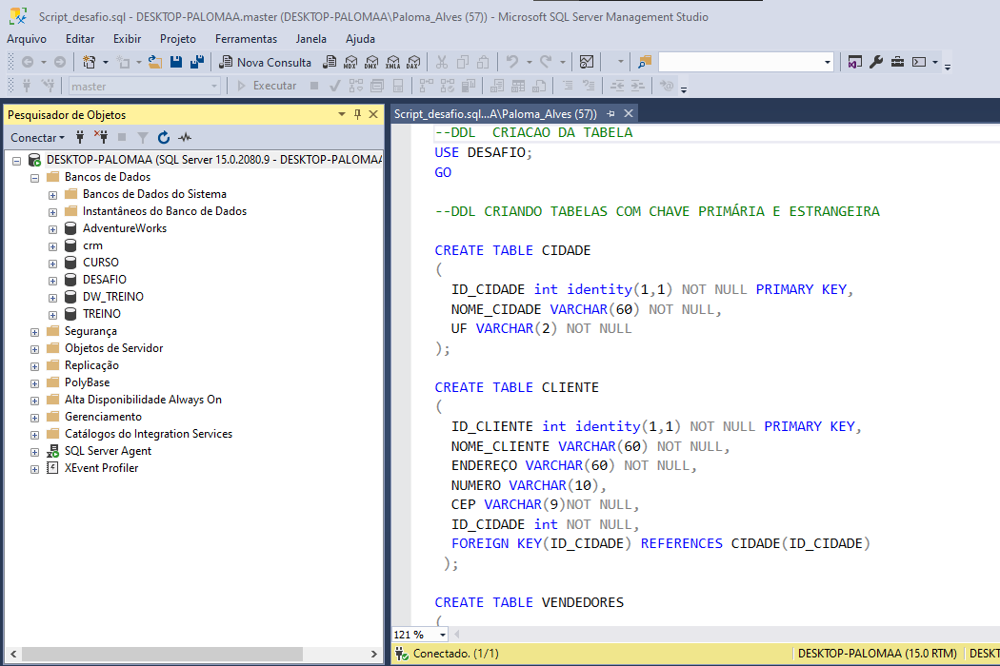 Script_desafio.sql - DESKTOP-PALOMAA.master (DESKTOP-PALOMAA\Paloma_Alves (57)) - Microsoft SQL Server Management Studio
Arquivo Editar Exibir Projeto Ferramentas Janela Ajuda
Nova Consulta MDX DMX XMLA DAX
master Executar
Pesquisador de Objetos
Conectar
DESKTOP-PALOMAA (SQL Server 15.0.2080.9 - DESKTOP-PALOMAA
Bancos de Dados
Bancos de Dados do Sistema
Instantâneos do Banco de Dados
AdventureWorks
crm
CURSO
DESAFIO
DW_TREINO
TREINO
Segurança
Objetos de Servidor
Replicação
PolyBase
Alta Disponibilidade Always On
Gerenciamento
Catálogos do Integration Services
SQL Server Agent
XEvent Profiler
Script_desafio.sql...A\Paloma_Alves (57))
--DDL  CRIACAO DA TABELA
USE DESAFIO;
GO
--DDL CRIANDO TABELAS COM CHAVE PRIMÁRIA E ESTRANGEIRA
CREATE TABLE CIDADE
(
ID_CIDADE int identity(1,1) NOT NULL PRIMARY KEY,
NOME_CIDADE VARCHAR(60) NOT NULL,
UF VARCHAR(2) NOT NULL
);
CREATE TABLE CLIENTE
(
ID_CLIENTE int identity(1,1) NOT NULL PRIMARY KEY,
NOME_CLIENTE VARCHAR(60) NOT NULL,
ENDEREÇO VARCHAR(60) NOT NULL,
NUMERO VARCHAR(10),
CEP VARCHAR(9)NOT NULL,
ID_CIDADE int NOT NULL,
FOREIGN KEY(ID_CIDADE) REFERENCES CIDADE(ID_CIDADE)
);
CREATE TABLE VENDEDORES
(
121 %
Conectado. (1/1) DESKTOP-PALOMAA (15.0 RTM) DESKT